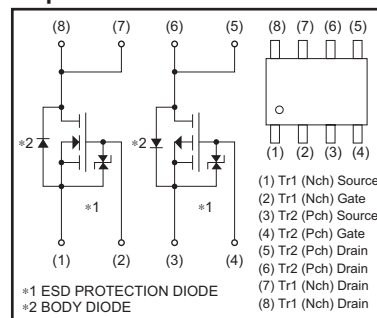 (8) (7) (6) (5)
(8) (7) (6) (5)
∗2
∗2
∗1
∗1
(1) (2) (3) (4)
(1) (2) (3) (4)
(1) Tr1 (Nch) Source
(2) Tr1 (Nch) Gate
(3) Tr2 (Pch) Source
(4) Tr2 (Pch) Gate
(5) Tr2 (Pch) Drain
(6) Tr2 (Pch) Drain
(7) Tr1 (Nch) Drain
(8) Tr1 (Nch) Drain
∗1 ESD PROTECTION DIODE
∗2 BODY DIODE